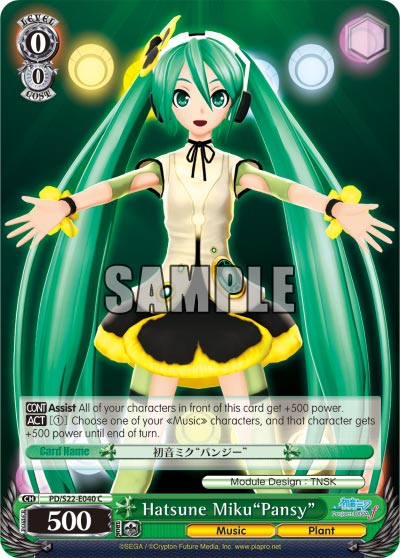 LEVEL
0
0
COST
SAMPLE
CONT Assist All of your characters in front of this card get +500 power.
ACT [①] Choose one of your «Music» characters, and that character gets
+500 power until end of turn.
Card Name 初音ミク“パンジー”
Module Design : TNSK
CH PD/S22-E040 C
500 Hatsune Miku“Pansy”
Music Plant
©SEGA / ©Crypton Future Media, Inc. www.piapro.net